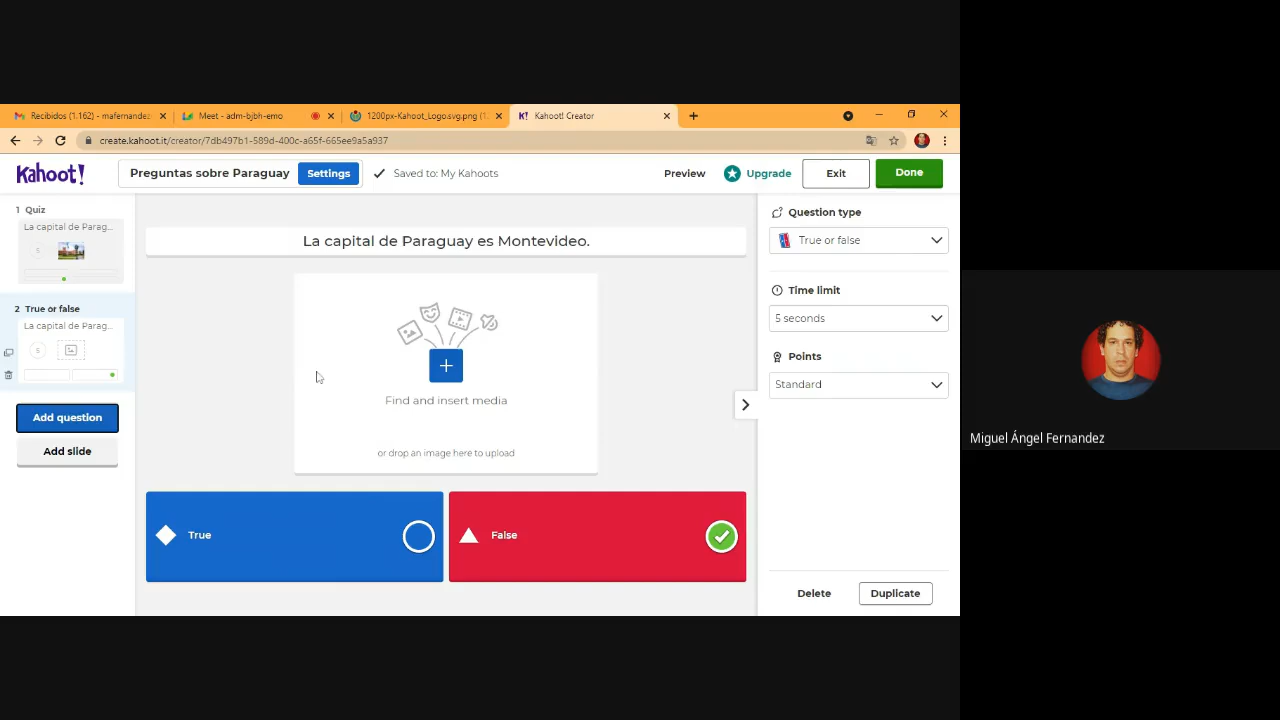 Recibidos (1.162) - mafernandez
Meet - adm-bjbh-emo
1200px-Kahoot_Logo.svg.png (1
Kahoot! Creator
create.kahoot.it/creator/7db497b1-589d-400c-a65f-665ee9a5a937
Kahoot!
Preguntas sobre Paraguay
Settings
Saved to: My Kahoots
Preview
Upgrade
Exit
Done
1 Quiz
La capital de Parag...
5
2 True or false
La capital de Parag...
5
Add question
Add slide
La capital de Paraguay es Montevideo.
Find and insert media
or drop an image here to upload
True
False
Question type
True or false
Time limit
5 seconds
Points
Standard
Delete
Duplicate
Miguel Ángel Fernandez